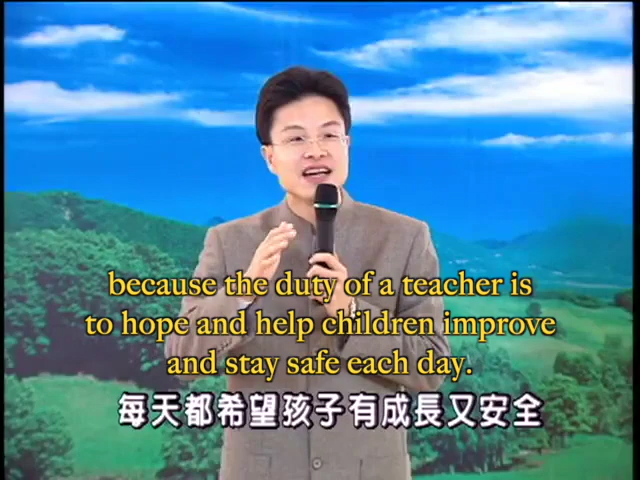 because the duty of a teacher is
to hope and help children improve
and stay safe each day.
每天都希望孩子有成長又安全